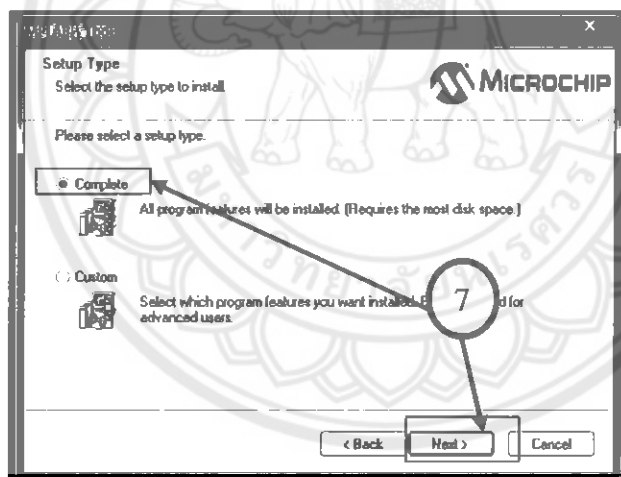 ×
Setup Type
Select the setup type to install.
MICROCHIP
Please select a setup type.
Complete
All program features will be installed. (Requires the most disk space.)
Custom
Select which program features you want installed.
7
d for
advanced users.
< Back
Next >
Cancel